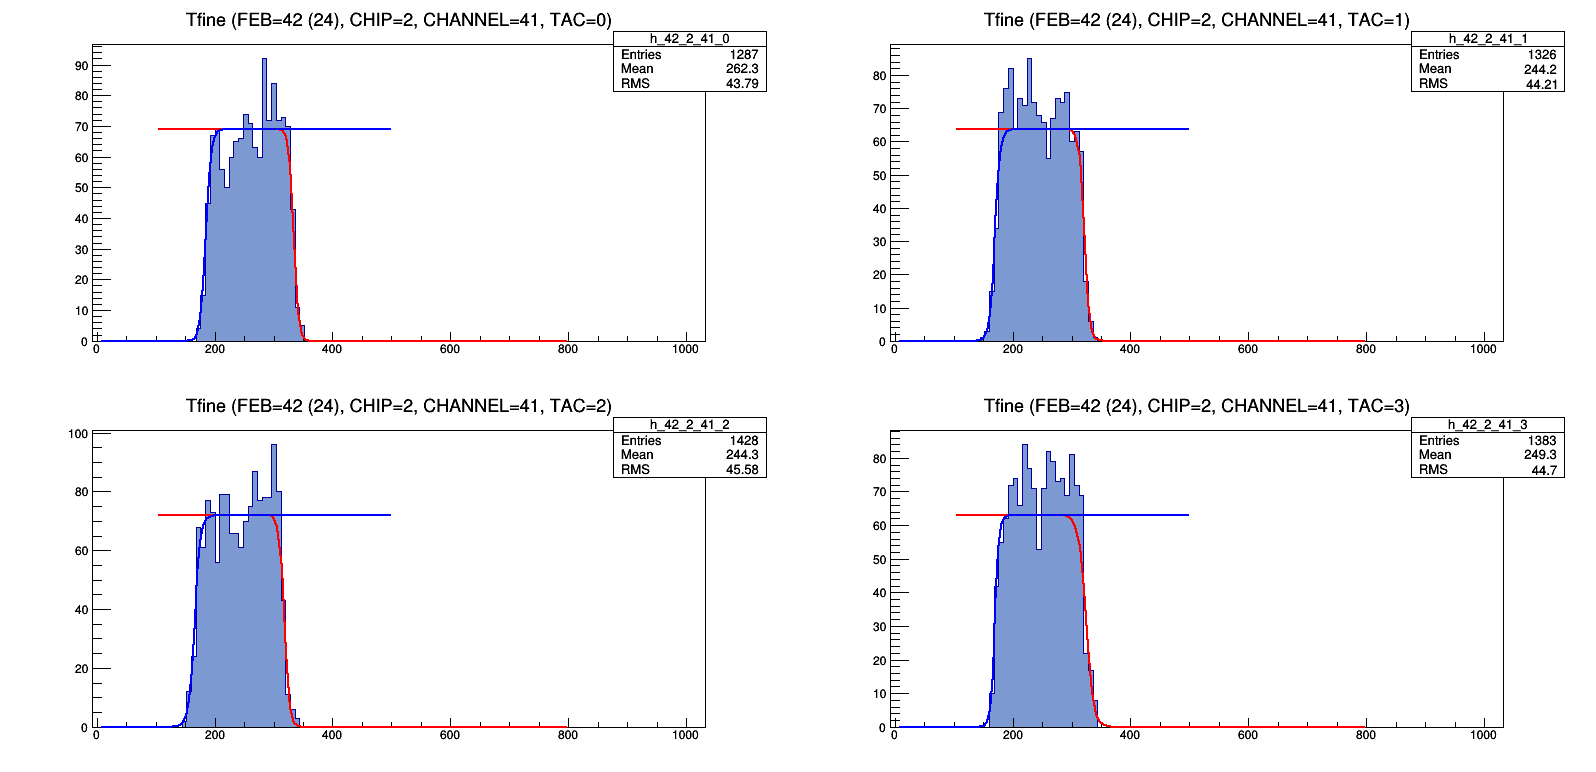 Tfine (FEB=42 (24), CHIP=2, CHANNEL=41, TAC=0)
h_42_2_41_0
Entries 1287
Mean 262.3
RMS 43.79
90
80
70
60
50
40
30
20
10
0
0 200 400 600 800 1000
Tfine (FEB=42 (24), CHIP=2, CHANNEL=41, TAC=1)
h_42_2_41_1
Entries 1326
Mean 244.2
RMS 44.21
80
70
60
50
40
30
20
10
0
0 200 400 600 800 1000
Tfine (FEB=42 (24), CHIP=2, CHANNEL=41, TAC=2)
h_42_2_41_2
Entries 1428
Mean 244.3
RMS 45.58
100
80
60
40
20
0
0 200 400 600 800 1000
Tfine (FEB=42 (24), CHIP=2, CHANNEL=41, TAC=3)
h_42_2_41_3
Entries 1383
Mean 249.3
RMS 44.7
80
70
60
50
40
30
20
10
0
0 200 400 600 800 1000